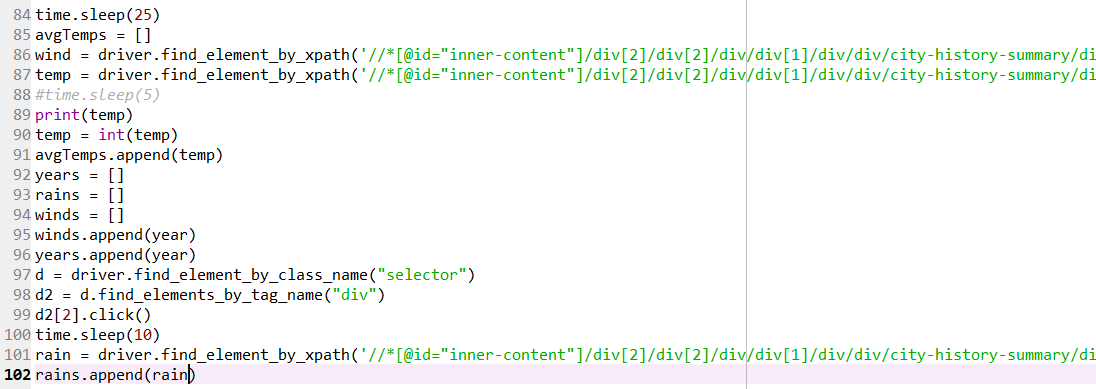 84 time.sleep(25)
85 avgTemps = []
86 wind = driver.find_element_by_xpath('//*[@id="inner-content"]/div[2]/div[2]/div/div[1]/div/div/city-history-summary/di
87 temp = driver.find_element_by_xpath('//*[@id="inner-content"]/div[2]/div[2]/div/div[1]/div/div/city-history-summary/di
88 #time.sleep(5)
89 print(temp)
90 temp = int(temp)
91 avgTemps.append(temp)
92 years = []
93 rains = []
94 winds = []
95 winds.append(year)
96 years.append(year)
97 d = driver.find_element_by_class_name("selector")
98 d2 = d.find_elements_by_tag_name("div")
99 d2[2].click()
100 time.sleep(10)
101 rain = driver.find_element_by_xpath('//*[@id="inner-content"]/div[2]/div[2]/div/div[1]/div/div/city-history-summary/di
102 rains.append(rain)